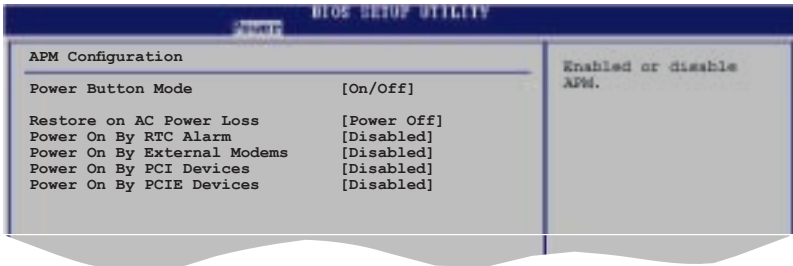 BIOS SETUP UTILITY
Power
APM Configuration
Enabled or disable
APM.
Power Button Mode [On/Off]
Restore on AC Power Loss [Power Off]
Power On By RTC Alarm [Disabled]
Power On By External Modems [Disabled]
Power On By PCI Devices [Disabled]
Power On By PCIE Devices [Disabled]